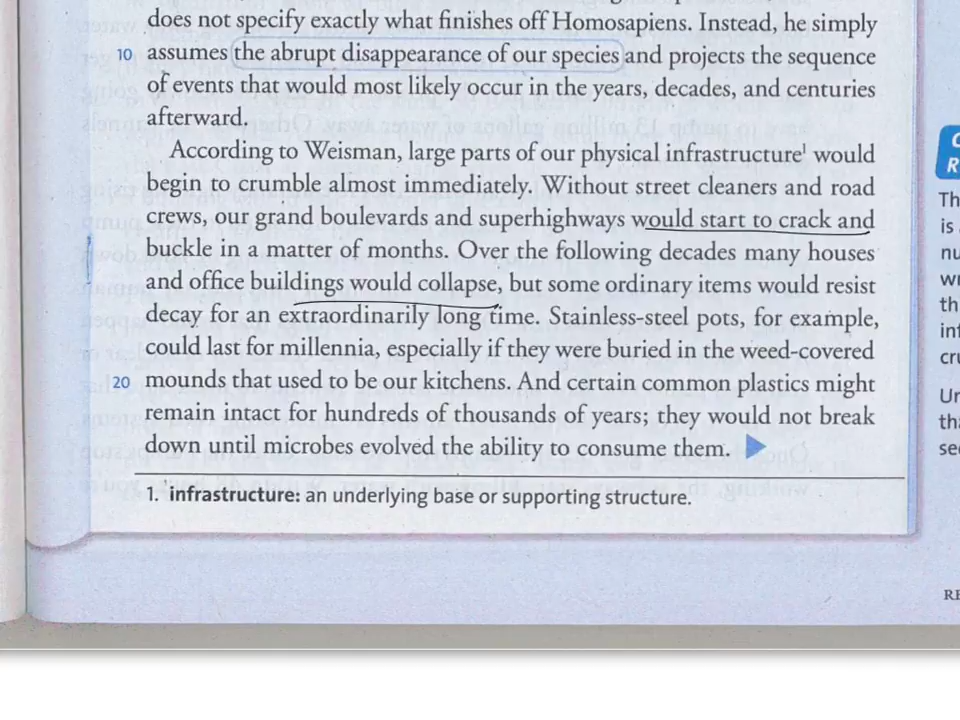 does not specify exactly what finishes off Homosapiens. Instead, he simply
10 assumes the abrupt disappearance of our species and projects the sequence
of events that would most likely occur in the years, decades, and centuries
afterward.
According to Weisman, large parts of our physical infrastructure¹ would
begin to crumble almost immediately. Without street cleaners and road
crews, our grand boulevards and superhighways would start to crack and
buckle in a matter of months. Over the following decades many houses
and office buildings would collapse, but some ordinary items would resist
decay for an extraordinarily long time. Stainless-steel pots, for example,
could last for millennia, especially if they were buried in the weed-covered
20 mounds that used to be our kitchens. And certain common plastics might
remain intact for hundreds of thousands of years; they would not break
down until microbes evolved the ability to consume them.
1. infrastructure: an underlying base or supporting structure.
Th
is
nu
th
cru
Un
tha
RE